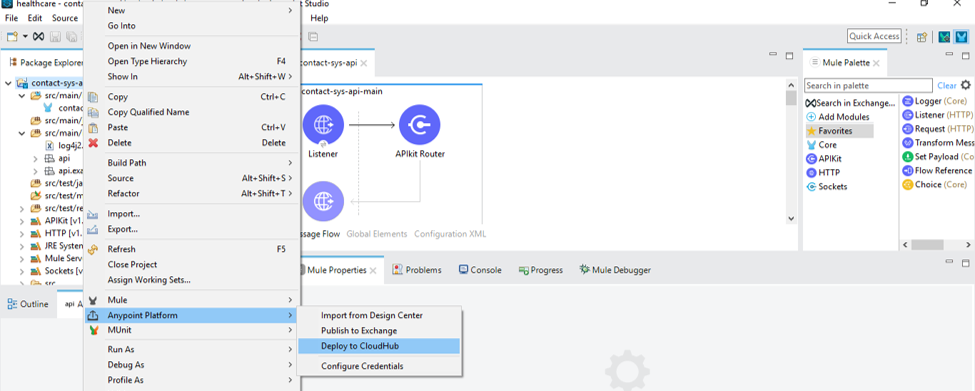 healthcare - conta
t Studio
File Edit Source
Help
New
Go Into
Open in New Window
Open Type Hierarchy F4
Show In Alt+Shift+W
Copy Ctrl+C
Copy Qualified Name
Paste Ctrl+V
Delete Delete
Build Path
Source Alt+Shift+S
Refactor Alt+Shift+T
Import...
Export...
Refresh F5
Close Project
Assign Working Sets...
Mule
Anypoint Platform
MUnit
Run As
Debug As
Profile As
Import from Design Center
Publish to Exchange
Deploy to CloudHub
Configure Credentials
Quick Access
Package Explorer
contact-sys-a
src/main/
contac
src/main/j
src/main/
log4j2.
api
api.exa
src/test/ja
src/test/m
src/test/re
APIKit [v1.
HTTP [v1.
JRE System
Mule Serv
Sockets [v
src
Outline
api A
contact-sys-api
contact-sys-api-main
Listener
APIkit Router
ssage Flow Global Elements Configuration XML
Mule Properties Problems Console Progress Mule Debugger
Mule Palette
Search in palette Clear
Search in Exchange...
Add Modules
Favorites
Core
APIKit
HTTP
Sockets
Logger (Core)
Listener (HTTP)
Request (HTTP)
Transform Mess
Set Payload (Co
Flow Reference
Choice (Core)